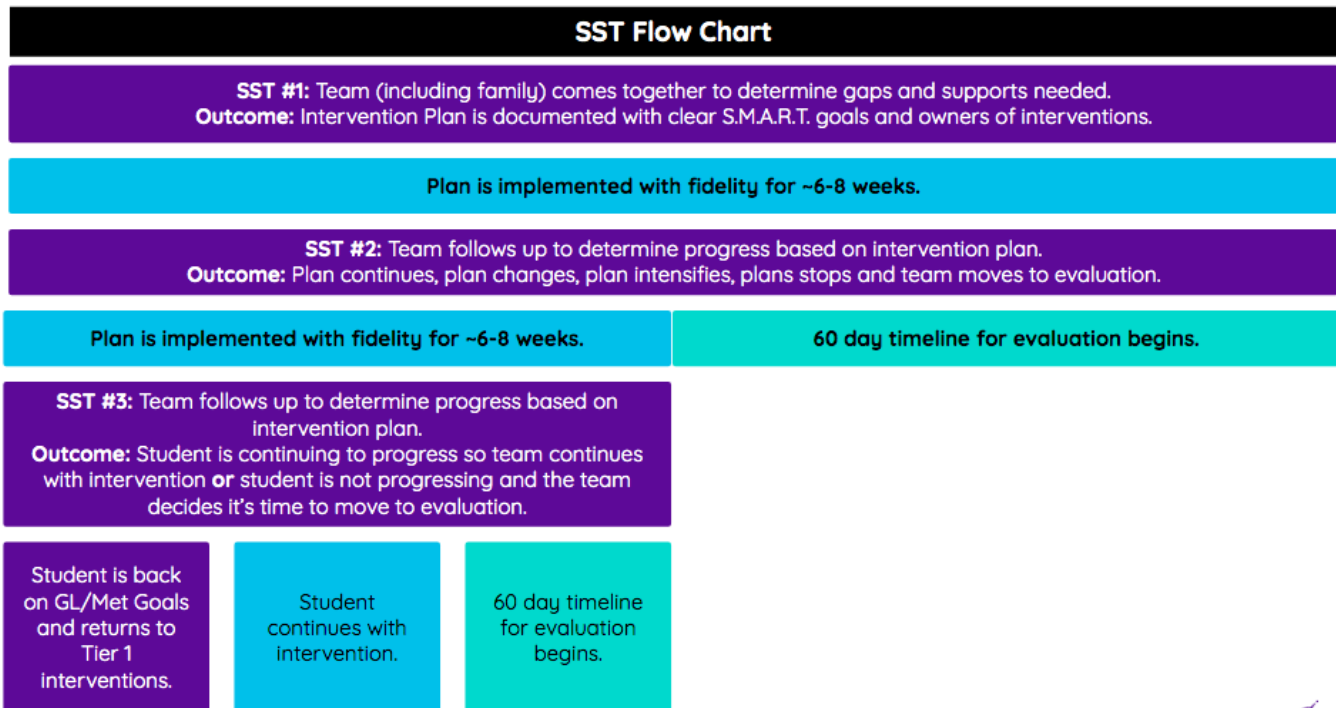 SST Flow Chart
SST #1: Team (including family) comes together to determine gaps and supports needed.
Outcome: Intervention Plan is documented with clear S.M.A.R.T. goals and owners of interventions.
Plan is implemented with fidelity for ~6-8 weeks.
SST #2: Team follows up to determine progress based on intervention plan.
Outcome: Plan continues, plan changes, plan intensifies, plans stops and team moves to evaluation.
Plan is implemented with fidelity for ~6-8 weeks.
60 day timeline for evaluation begins.
SST #3: Team follows up to determine progress based on
intervention plan.
Outcome: Student is continuing to progress so team continues
with intervention or student is not progressing and the team
decides it's time to move to evaluation.
Student is back
on GL/Met Goals
and returns to
Tier 1
interventions.
Student
continues with
intervention.
60 day timeline
for evaluation
begins.